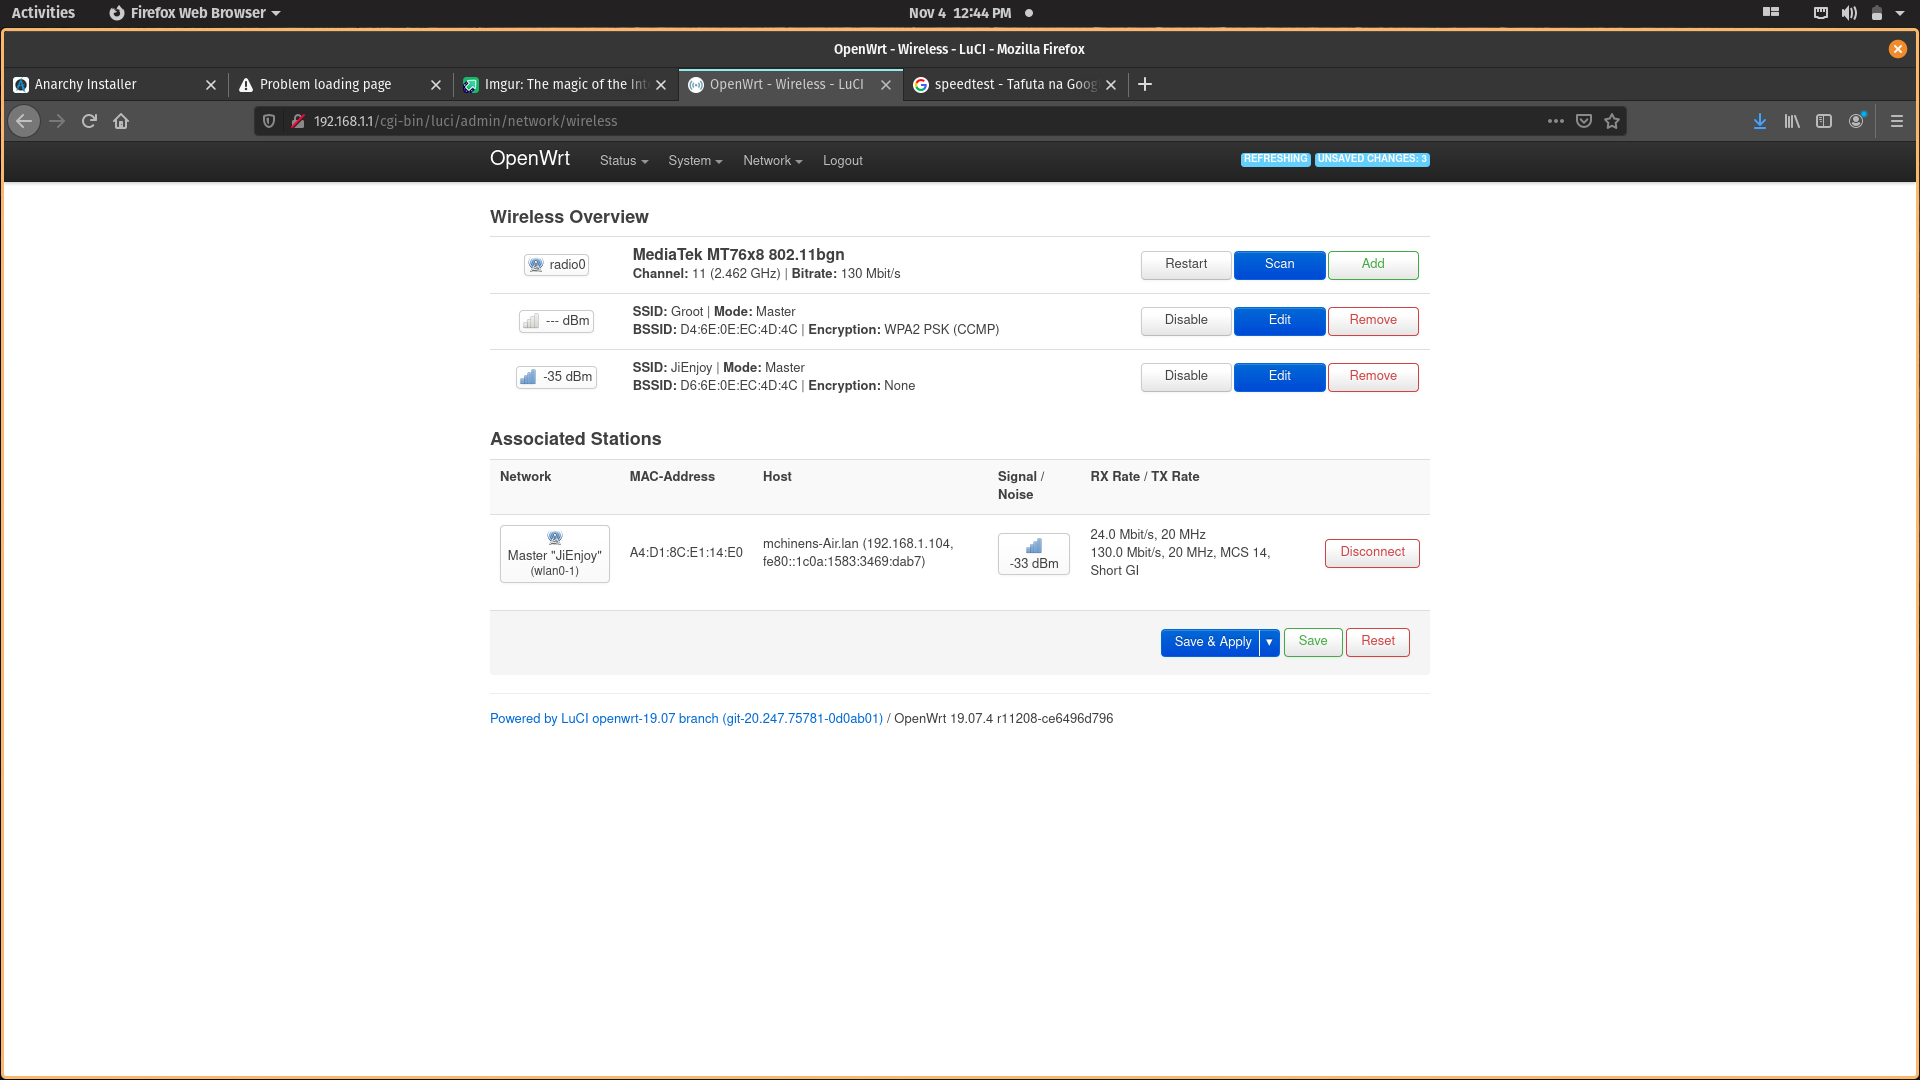 Activities Firefox Web Browser Nov 4 12:44 PM
OpenWrt - Wireless - LuCI - Mozilla Firefox
Anarchy Installer Problem loading page Imgur: The magic of the Int OpenWrt - Wireless - LuCI speedtest - Tafuta na Goog
192.168.1.1/cgi-bin/luci/admin/network/wireless
OpenWrt Status System Network Logout REFRESHING UNSAVED CHANGES: 3
Wireless Overview
radio0 MediaTek MT76x8 802.11bgn
Channel: 11 (2.462 GHz) | Bitrate: 130 Mbit/s
Restart Scan Add
--- dBm SSID: Groot | Mode: Master
BSSID: D4:6E:0E:EC:4D:4C | Encryption: WPA2 PSK (CCMP)
Disable Edit Remove
-35 dBm SSID: JiEnjoy | Mode: Master
BSSID: D6:6E:0E:EC:4D:4C | Encryption: None
Disable Edit Remove
Associated Stations
Network MAC-Address Host Signal / Noise RX Rate / TX Rate
Master "JiEnjoy"
(wlan0-1)
A4:D1:8C:E1:14:E0
mchinens-Air.lan (192.168.1.104,
fe80::1c0a:1583:3469:dab7)
-33 dBm
24.0 Mbit/s, 20 MHz
130.0 Mbit/s, 20 MHz, MCS 14,
Short GI
Disconnect
Save & Apply Save Reset
Powered by LuCI openwrt-19.07 branch (git-20.247.75781-0d0ab01) / OpenWrt 19.07.4 r11208-ce6496d796